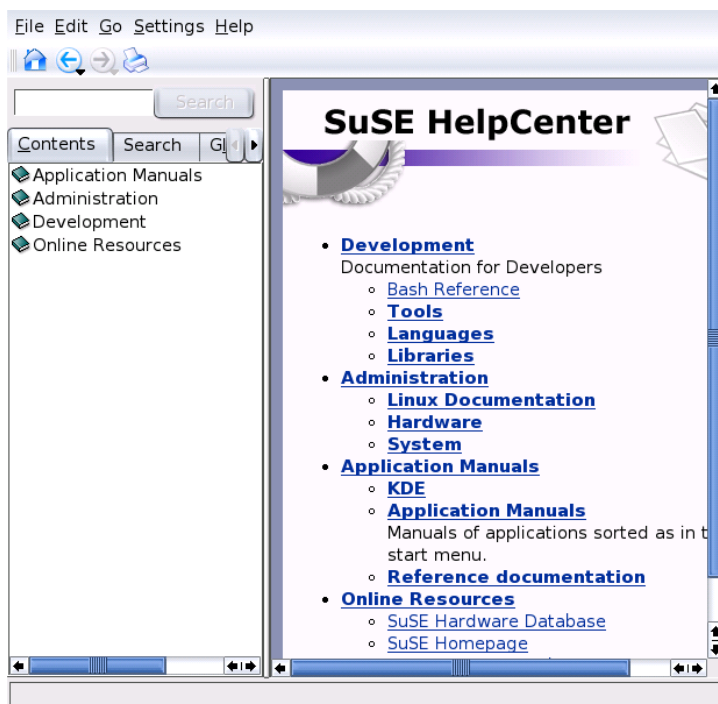 File Edit Go Settings Help
Search
Contents Search Gl
Application Manuals
Administration
Development
Online Resources
SuSE HelpCenter
Development
Documentation for Developers
Bash Reference
Tools
Languages
Libraries
Administration
Linux Documentation
Hardware
System
Application Manuals
KDE
Application Manuals
Manuals of applications sorted as in t
start menu.
Reference documentation
Online Resources
SuSE Hardware Database
SuSE Homepage